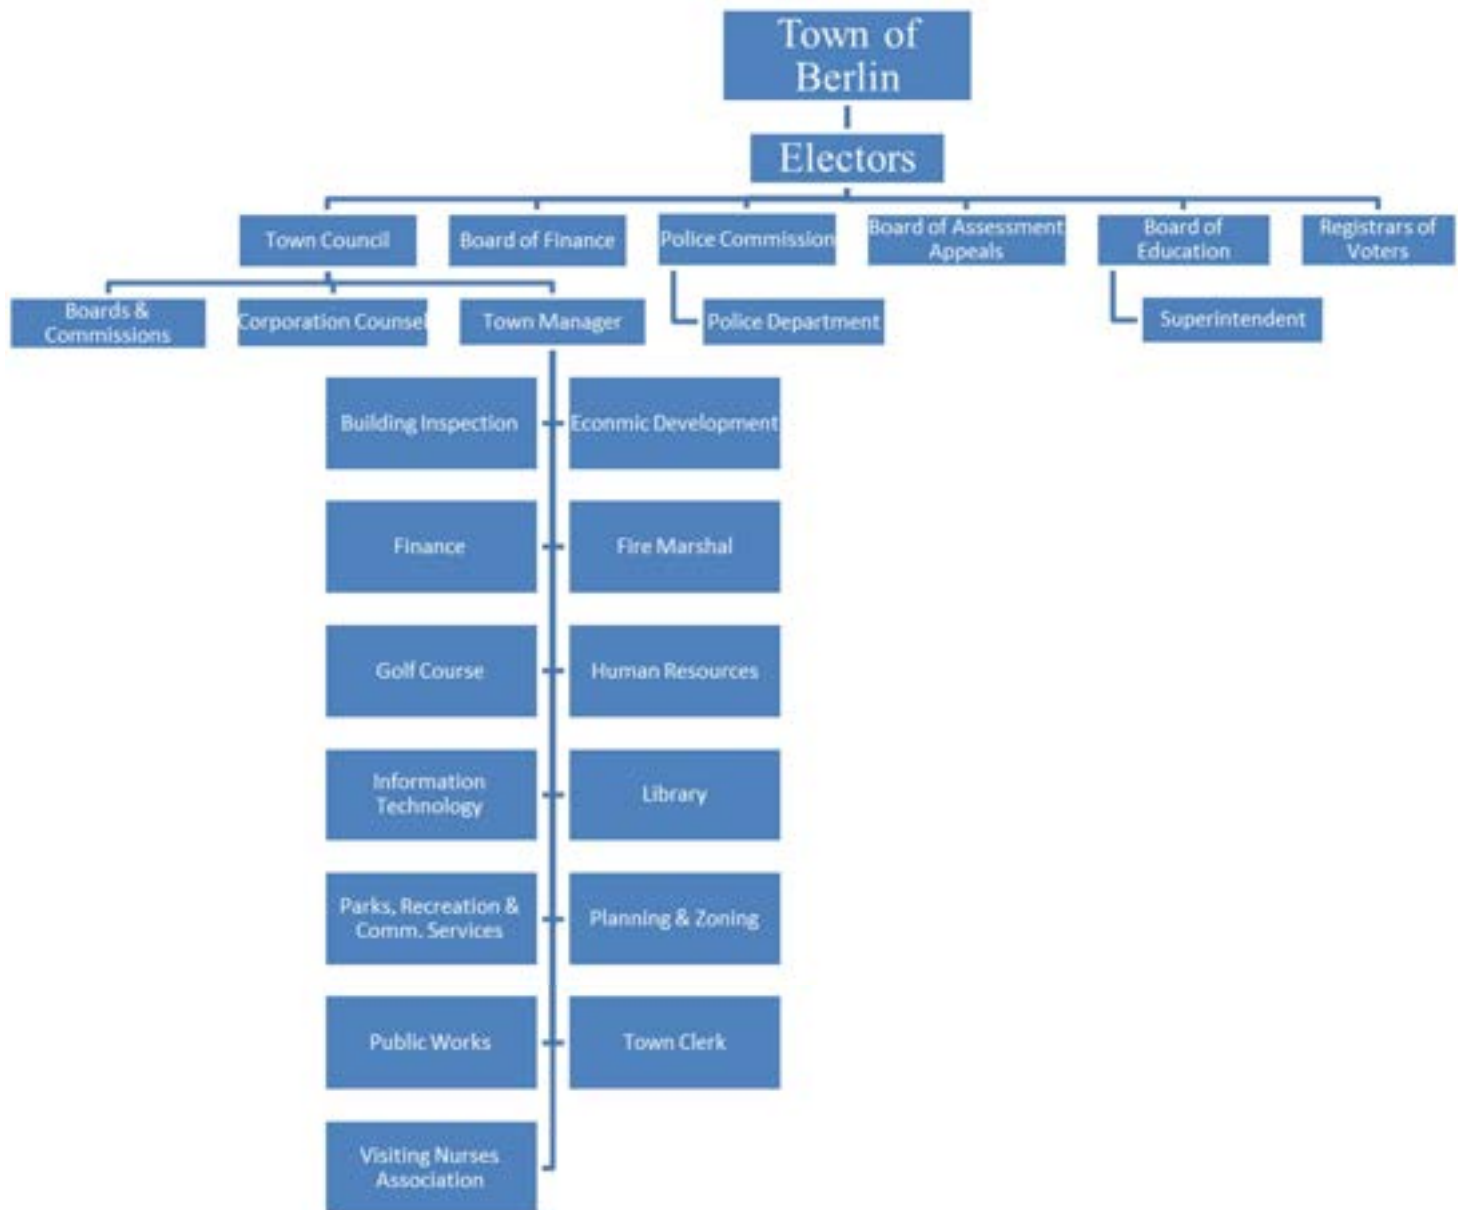 Town of
Berlin
Electors
Town Council
Board of Finance
Police Commission
Board of Assessment
Appeals
Board of
Education
Registrars of
Voters
Boards &
Commissions
Corporation Counsel
Town Manager
Police Department
Superintendent
Building Inspection
Econmic Development
Finance
Fire Marshal
Golf Course
Human Resources
Information
Technology
Library
Parks, Recreation &
Comm. Services
Planning & Zoning
Public Works
Town Clerk
Visiting Nurses
Association